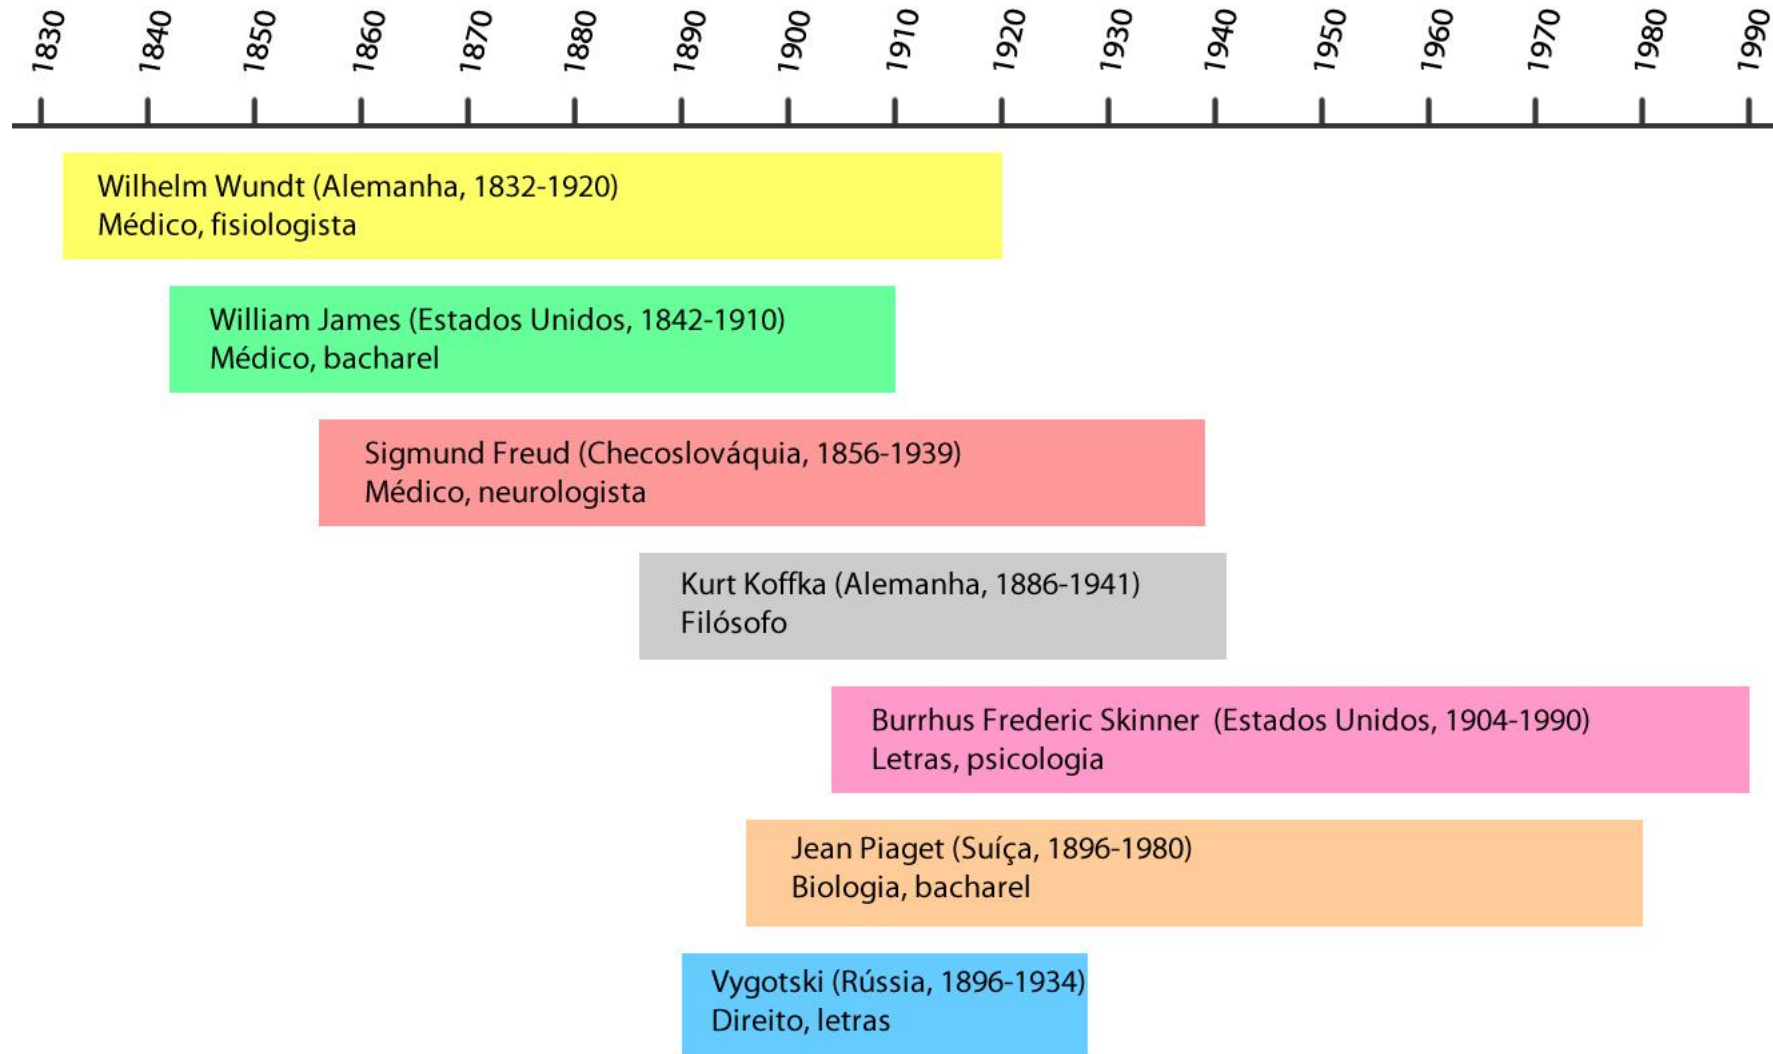 1830 1840 1850 1860 1870 1880 1890 1900 1910 1920 1930 1940 1950 1960 1970 1980 1990
Wilhelm Wundt (Alemanha, 1832-1920)
Médico, fisiologista
William James (Estados Unidos, 1842-1910)
Médico, bacharel
Sigmund Freud (Checoslováquia, 1856-1939)
Médico, neurologista
Kurt Koffka (Alemanha, 1886-1941)
Filósofo
Burrhus Frederic Skinner (Estados Unidos, 1904-1990)
Letras, psicologia
Jean Piaget (Suíça, 1896-1980)
Biologia, bacharel
Vygotski (Rússia, 1896-1934)
Direito, letras